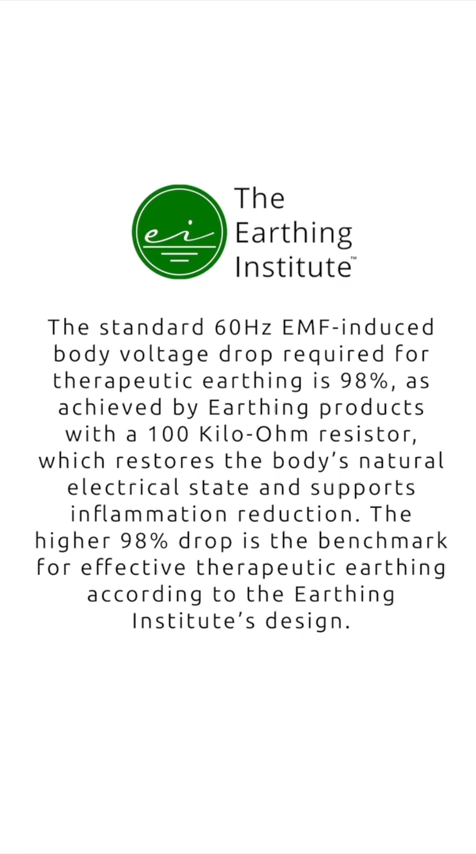 ei
The
Earthing
Institute™
The standard 60Hz EMF-induced
body voltage drop required for
therapeutic earthing is 98%, as
achieved by Earthing products
with a 100 Kilo-Ohm resistor,
which restores the body’s natural
electrical state and supports
inflammation reduction. The
higher 98% drop is the benchmark
for effective therapeutic earthing
according to the Earthing
Institute’s design.